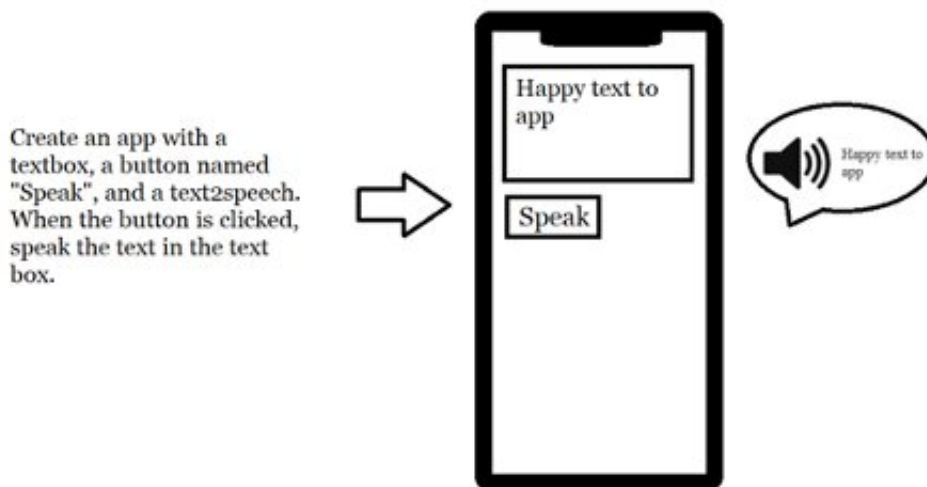 Create an app with a
textbox, a button named
"Speak", and a text2speech.
When the button is clicked,
speak the text in the text
box.
Happy text to
app
Speak
Happy text to
app